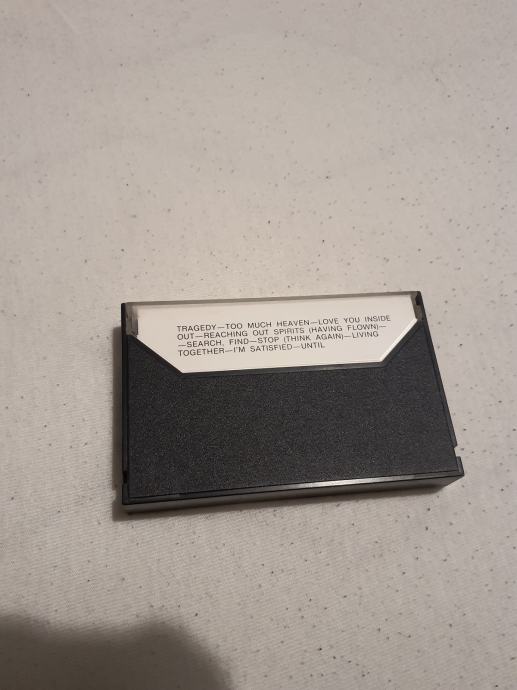 TRAGEDY—TOO MUCH HEAVEN—LOVE YOU INSIDE
OUT—REACHING OUT SPIRITS (HAVING FLOWN)—
—SEARCH, FIND—STOP (THINK AGAIN)—LIVING
TOGETHER—I'M SATISFIED—UNTIL